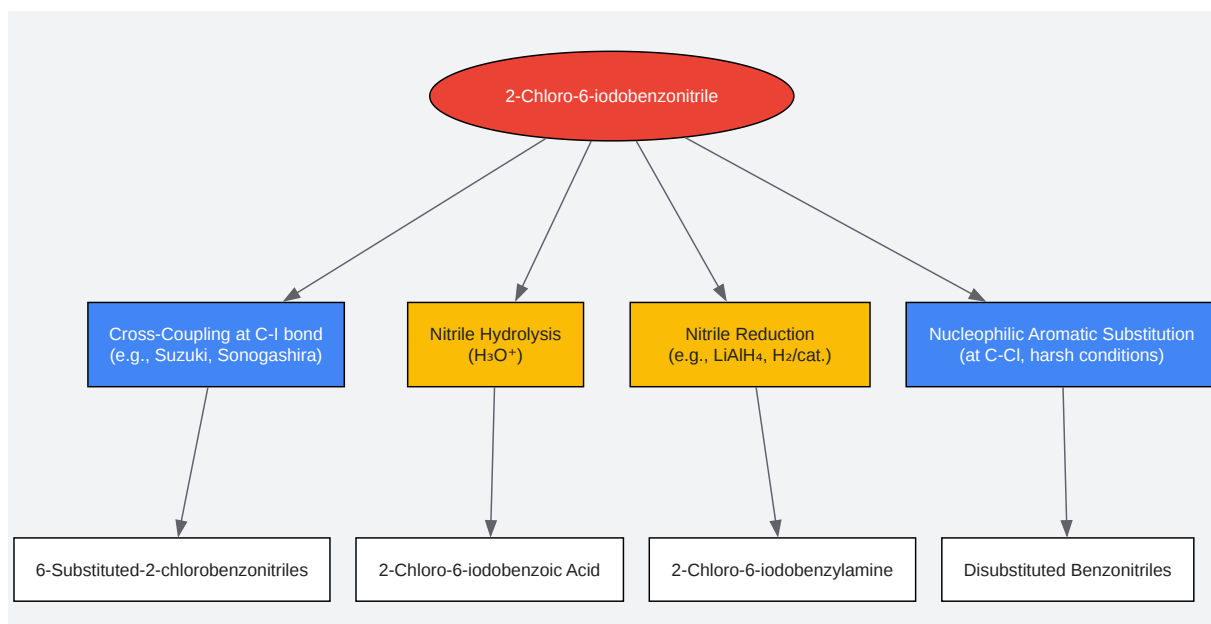 2-Chloro-6-iodobenzonitrile
Cross-Coupling at C-I bond
(e.g., Suzuki, Sonogashira)
Nitrile Hydrolysis
(H₃O⁺)
Nitrile Reduction
(e.g., LiAlH₄, H₂/cat.)
Nucleophilic Aromatic Substitution
(at C-Cl, harsh conditions)
6-Substituted-2-chlorobenzonitriles
2-Chloro-6-iodobenzoic Acid
2-Chloro-6-iodobenzylamine
Disubstituted Benzonitriles